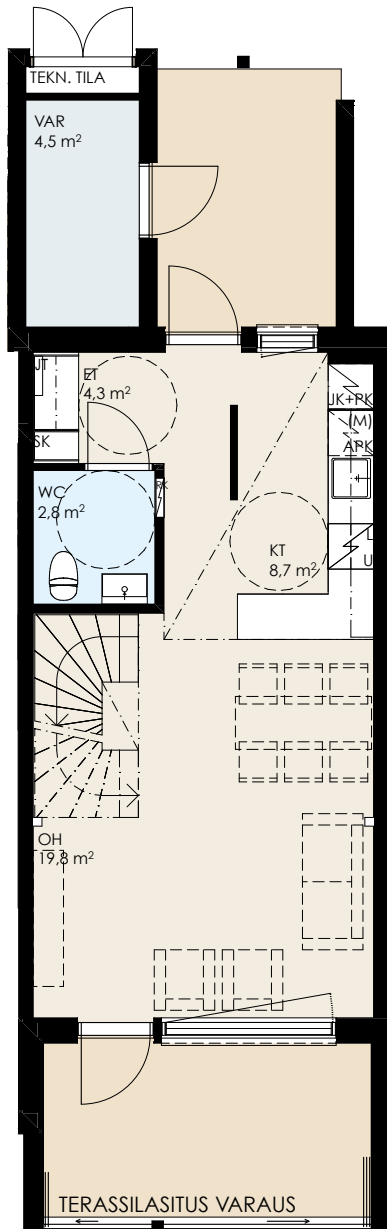 TEKN. TILA
VAR
4,5 m²
JT
ET
4,3 m²
SK
JK+PK
(M)
APK
WC
2,8 m²
RK
KT
8,7 m²
L
U
OH
19,8 m²
TERASSILASITUS VARAUS